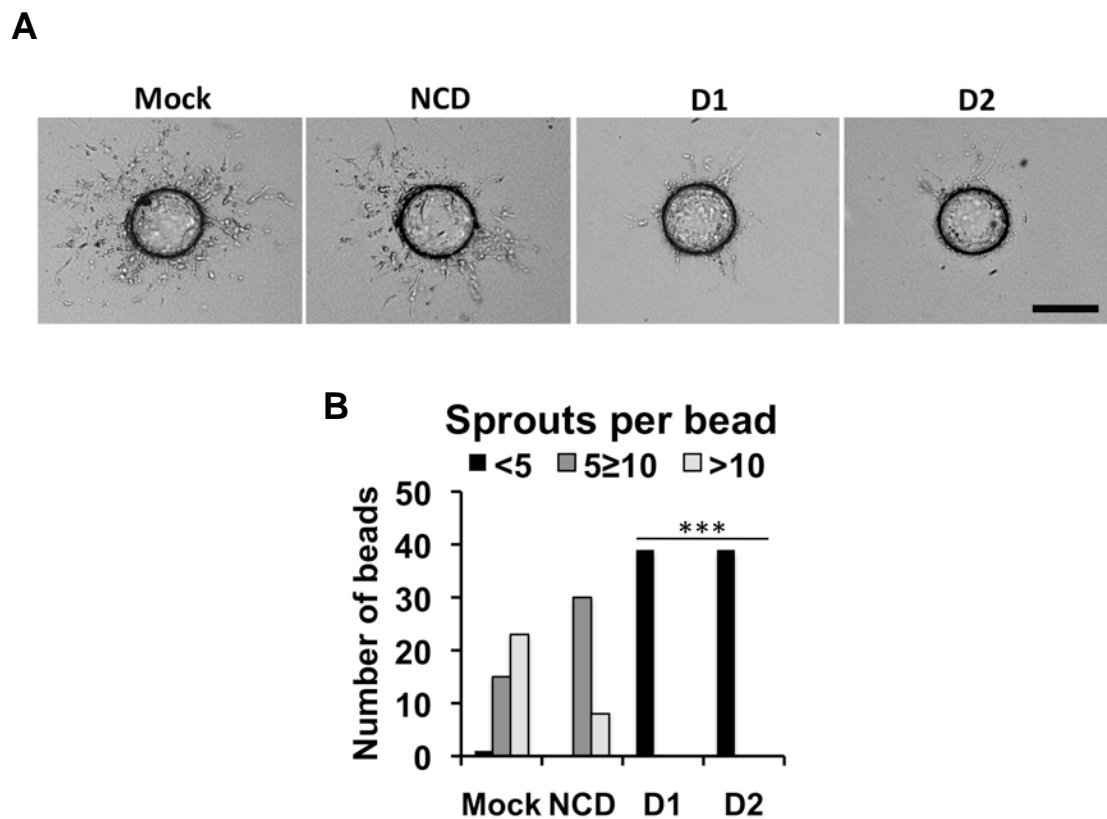 A
Mock NCD D1 D2
B
Sprouts per bead
<5 5≥10 >10
Number of beads
50
40
30
20
10
0
***
Mock NCD D1 D2